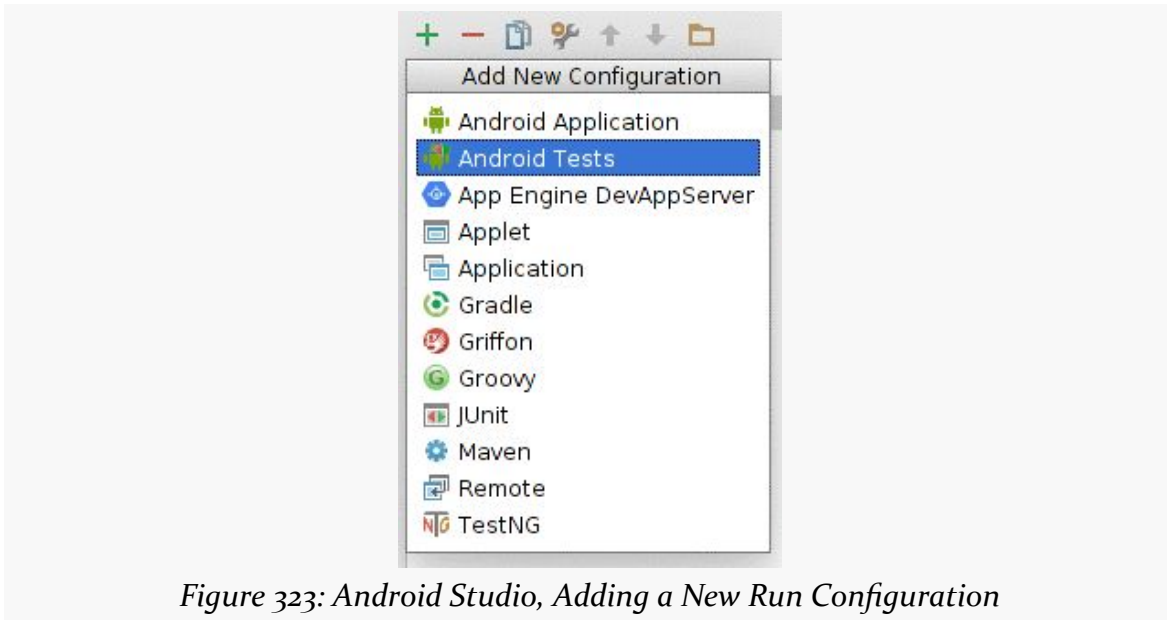 Add New Configuration
Android Application
Android Tests
App Engine DevAppServer
Applet
Application
Gradle
Griffon
G Groovy
JUnit
Maven
Remote
NTG TestNG
Figure 323: Android Studio, Adding a New Run Configuration